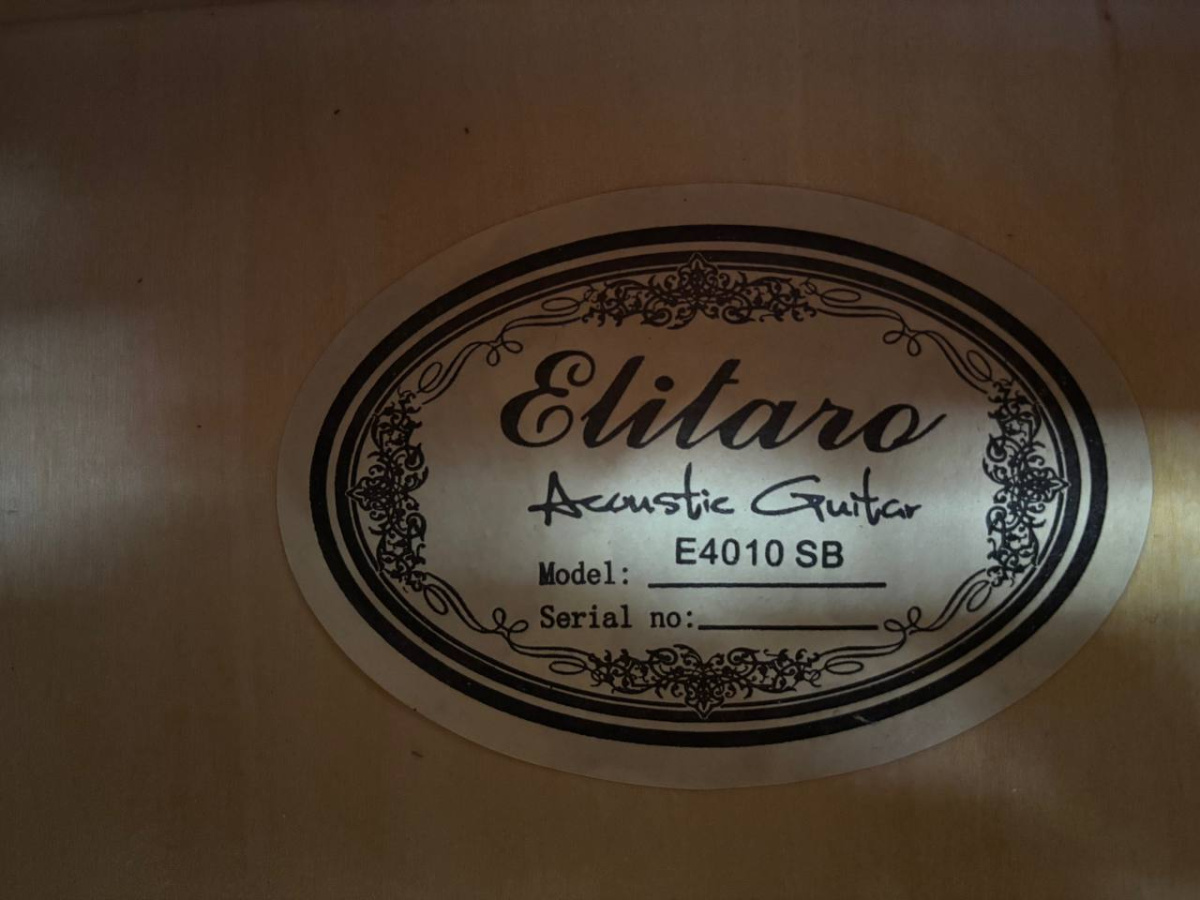 Elitaro
Acoustic Guitar
Model: E4010 SB
Serial no: